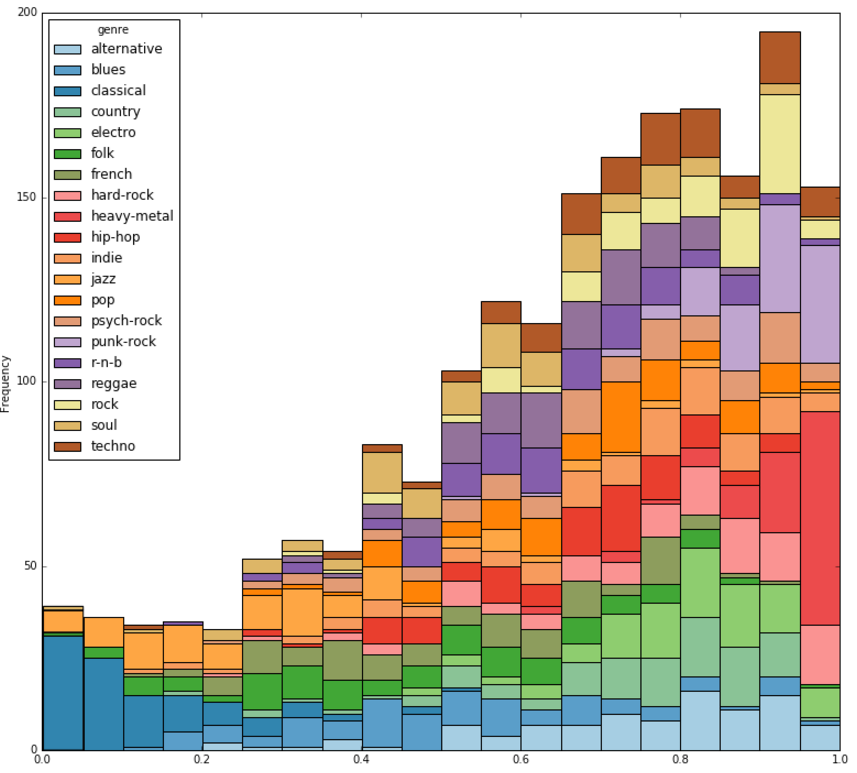 200
150
100
50
0
Frequency
genre
alternative
blues
classical
country
electro
folk
french
hard-rock
heavy-metal
hip-hop
indie
jazz
pop
psych-rock
punk-rock
r-n-b
reggae
rock
soul
techno
0.0 0.2 0.4 0.6 0.8 1.0